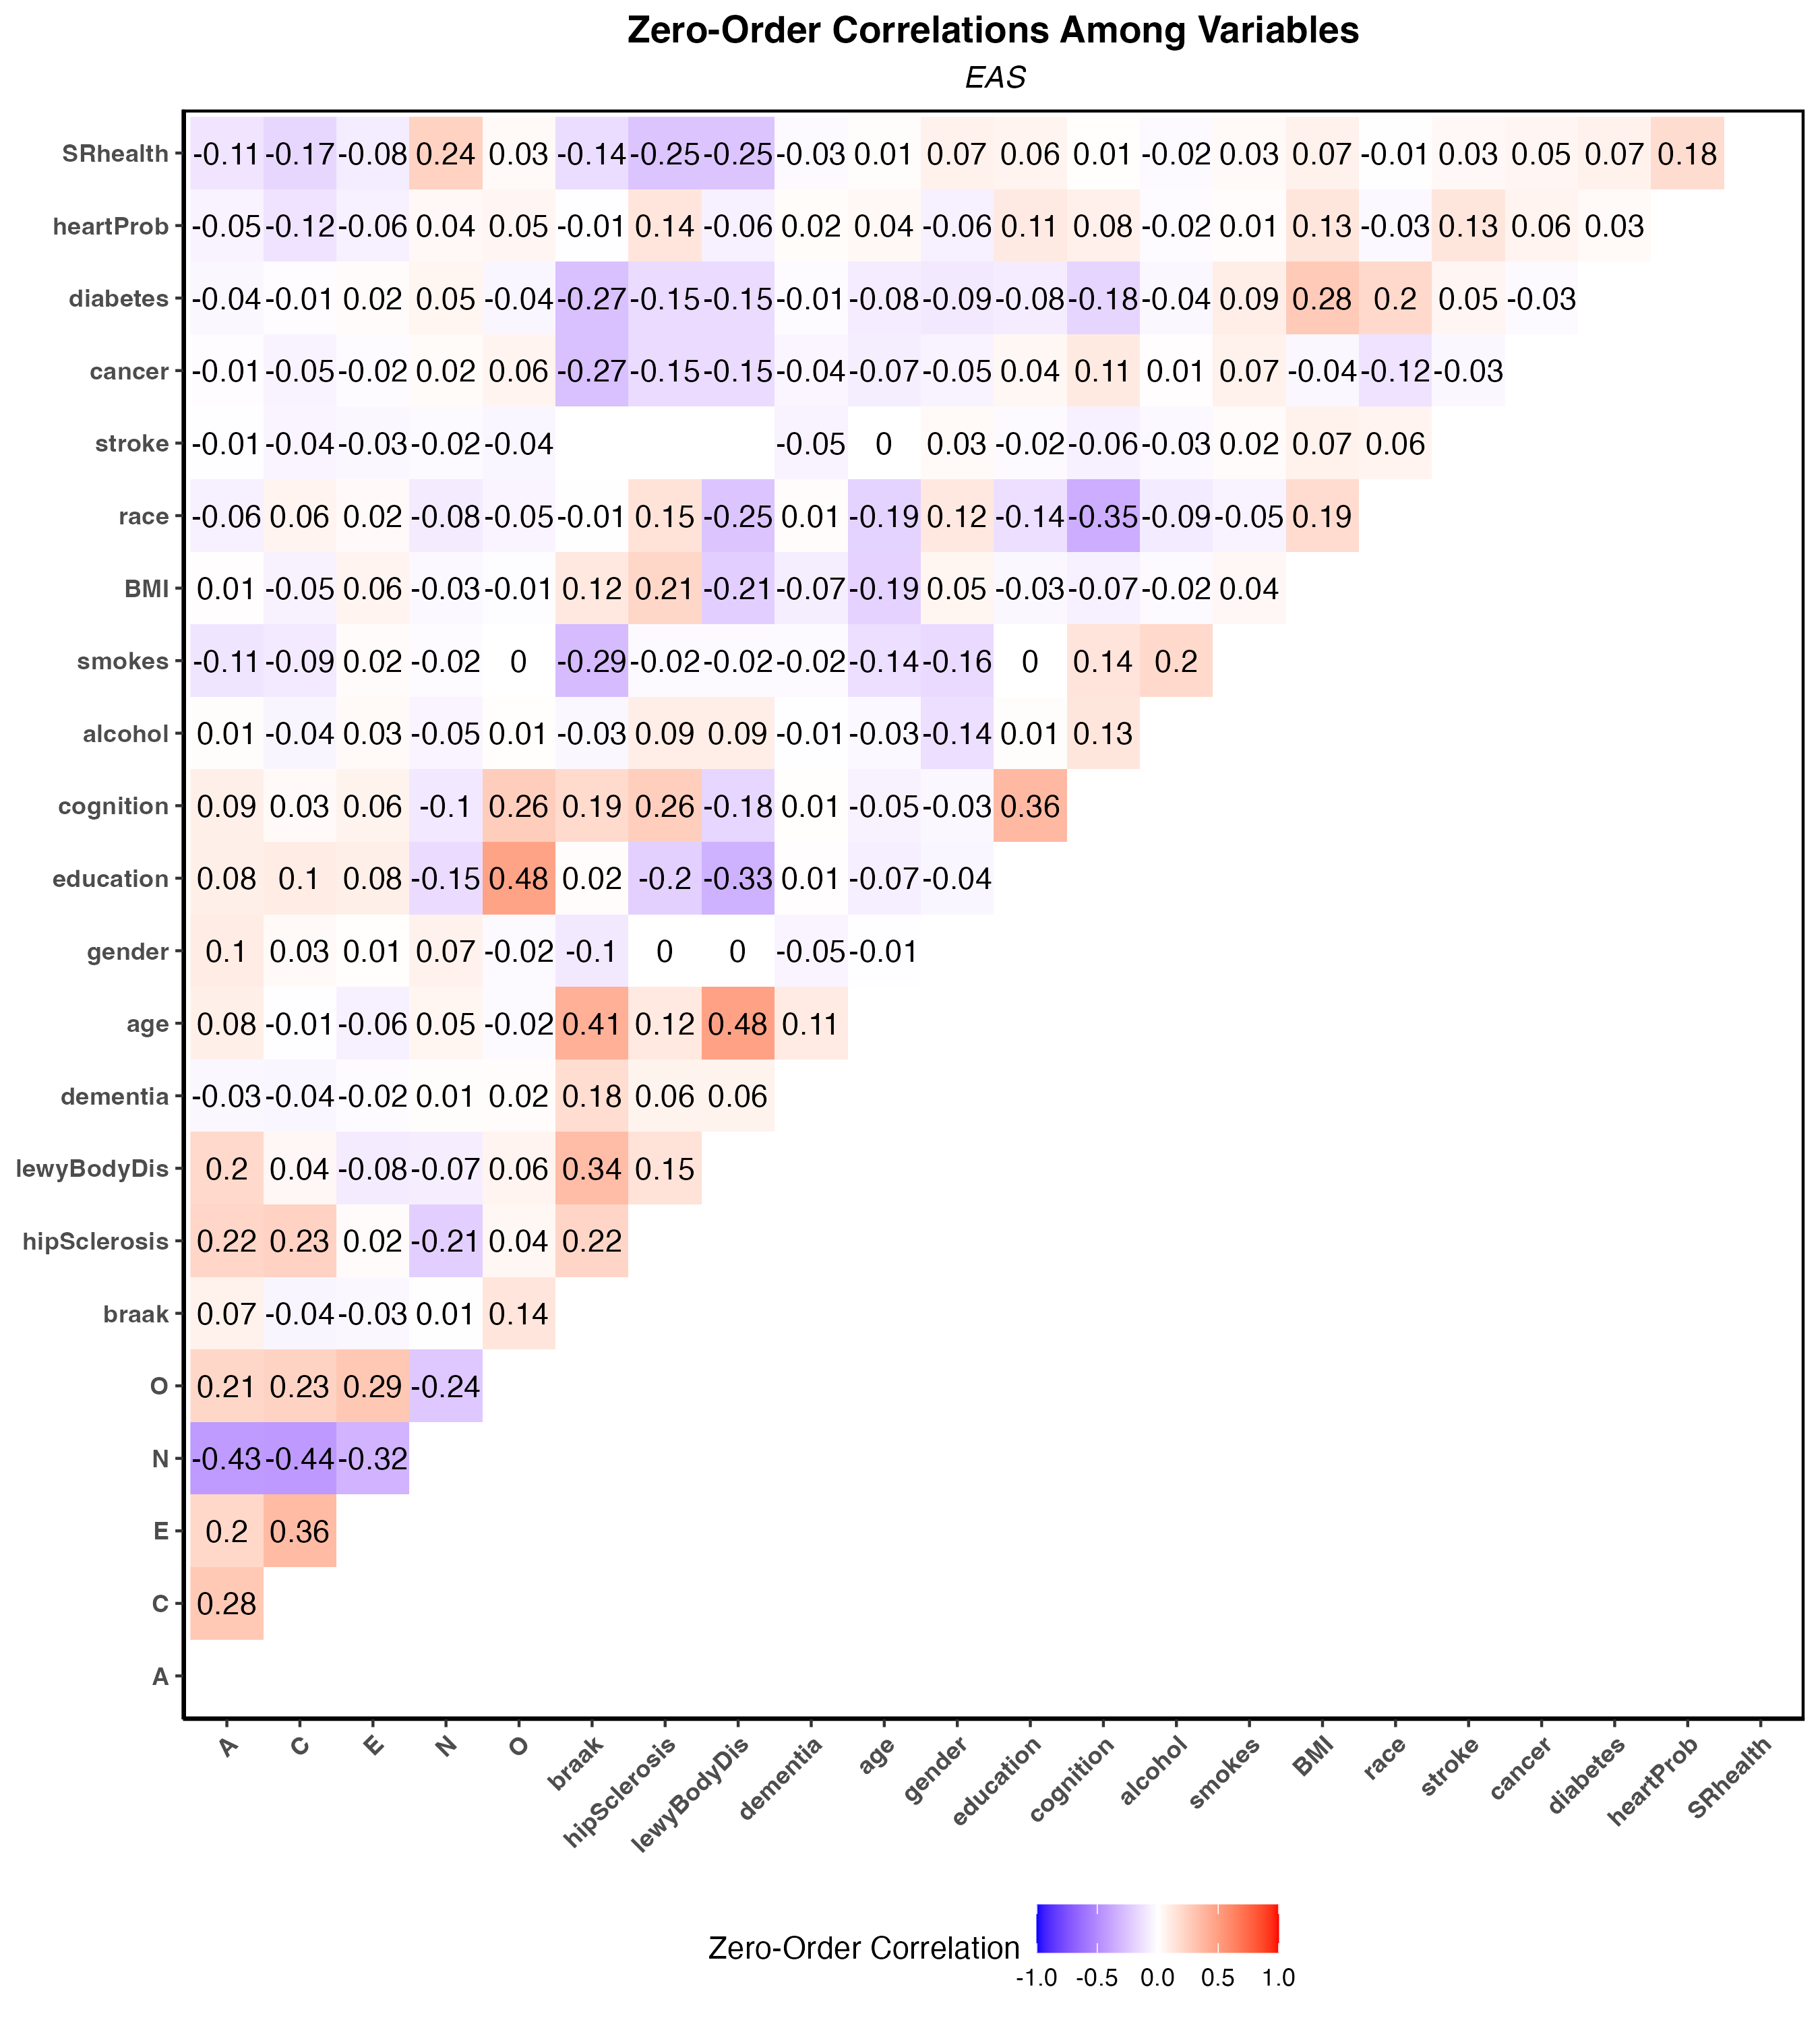 Zero-Order Correlations Among Variables
EAS
SRhealth -0.11 -0.17 -0.08 0.24 0.03 -0.14 -0.25 -0.25 -0.03 0.01 0.07 0.06 0.01 -0.02 0.03 0.07 -0.01 0.03 0.05 0.07 0.18
heartProb -0.05 -0.12 -0.06 0.04 0.05 -0.01 0.14 -0.06 0.02 0.04 -0.06 0.11 0.08 -0.02 0.01 0.13 -0.03 0.13 0.06 0.03
diabetes -0.04 -0.01 0.02 0.05 -0.04 -0.27 -0.15 -0.15 -0.01 -0.08 -0.09 -0.08 -0.18 -0.04 0.09 0.28 0.2 0.05 -0.03
cancer -0.01 -0.05 -0.02 0.02 0.06 -0.27 -0.15 -0.15 -0.04 -0.07 -0.05 0.04 0.11 0.01 0.07 -0.04 -0.12 -0.03
stroke -0.01 -0.04 -0.03 -0.02 -0.04 -0.05 0 0.03 -0.02 -0.06 -0.03 0.02 0.07 0.06
race -0.06 0.06 0.02 -0.08 -0.05 -0.01 0.15 -0.25 0.01 -0.19 0.12 -0.14 -0.35 -0.09 -0.05 0.19
BMI 0.01 -0.05 0.06 -0.03 -0.01 0.12 0.21 -0.21 -0.07 -0.19 0.05 -0.03 -0.07 -0.02 0.04
smokes -0.11 -0.09 0.02 -0.02 0 -0.29 -0.02 -0.02 -0.02 -0.14 -0.16 0 0.14 0.2
alcohol 0.01 -0.04 0.03 -0.05 0.01 -0.03 0.09 0.09 -0.01 -0.03 -0.14 0.01 0.13
cognition 0.09 0.03 0.06 -0.1 0.26 0.19 0.26 -0.18 0.01 -0.05 -0.03 0.36
education 0.08 0.1 0.08 -0.15 0.48 0.02 -0.2 -0.33 0.01 -0.07 -0.04
gender 0.1 0.03 0.01 0.07 -0.02 -0.1 0 0 -0.05 -0.01
age 0.08 -0.01 -0.06 0.05 -0.02 0.41 0.12 0.48 0.11
dementia -0.03 -0.04 -0.02 0.01 0.02 0.18 0.06 0.06
lewyBodyDis 0.2 0.04 -0.08 -0.07 0.06 0.34 0.15
hipSclerosis 0.22 0.23 0.02 -0.21 0.04 0.22
braak 0.07 -0.04 -0.03 0.01 0.14
O 0.21 0.23 0.29 -0.24
N -0.43 -0.44 -0.32
E 0.2 0.36
C 0.28
A
A C E N O braak hipSclerosis lewyBodyDis dementia age gender education cognition alcohol smokes BMI race stroke cancer diabetes heartProb SRhealth
Zero-Order Correlation
-1.0 -0.5 0.0 0.5 1.0